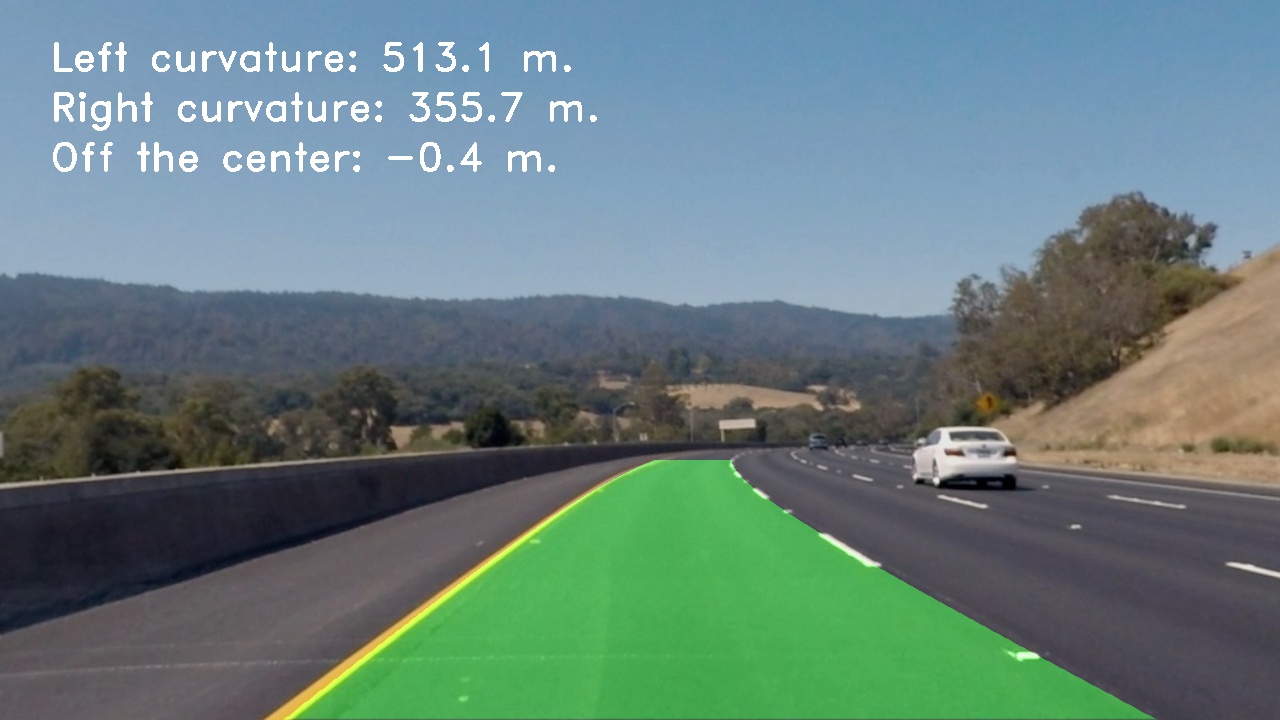 Left curvature: 513.1 m.
Right curvature: 355.7 m.
Off the center: -0.4 m.